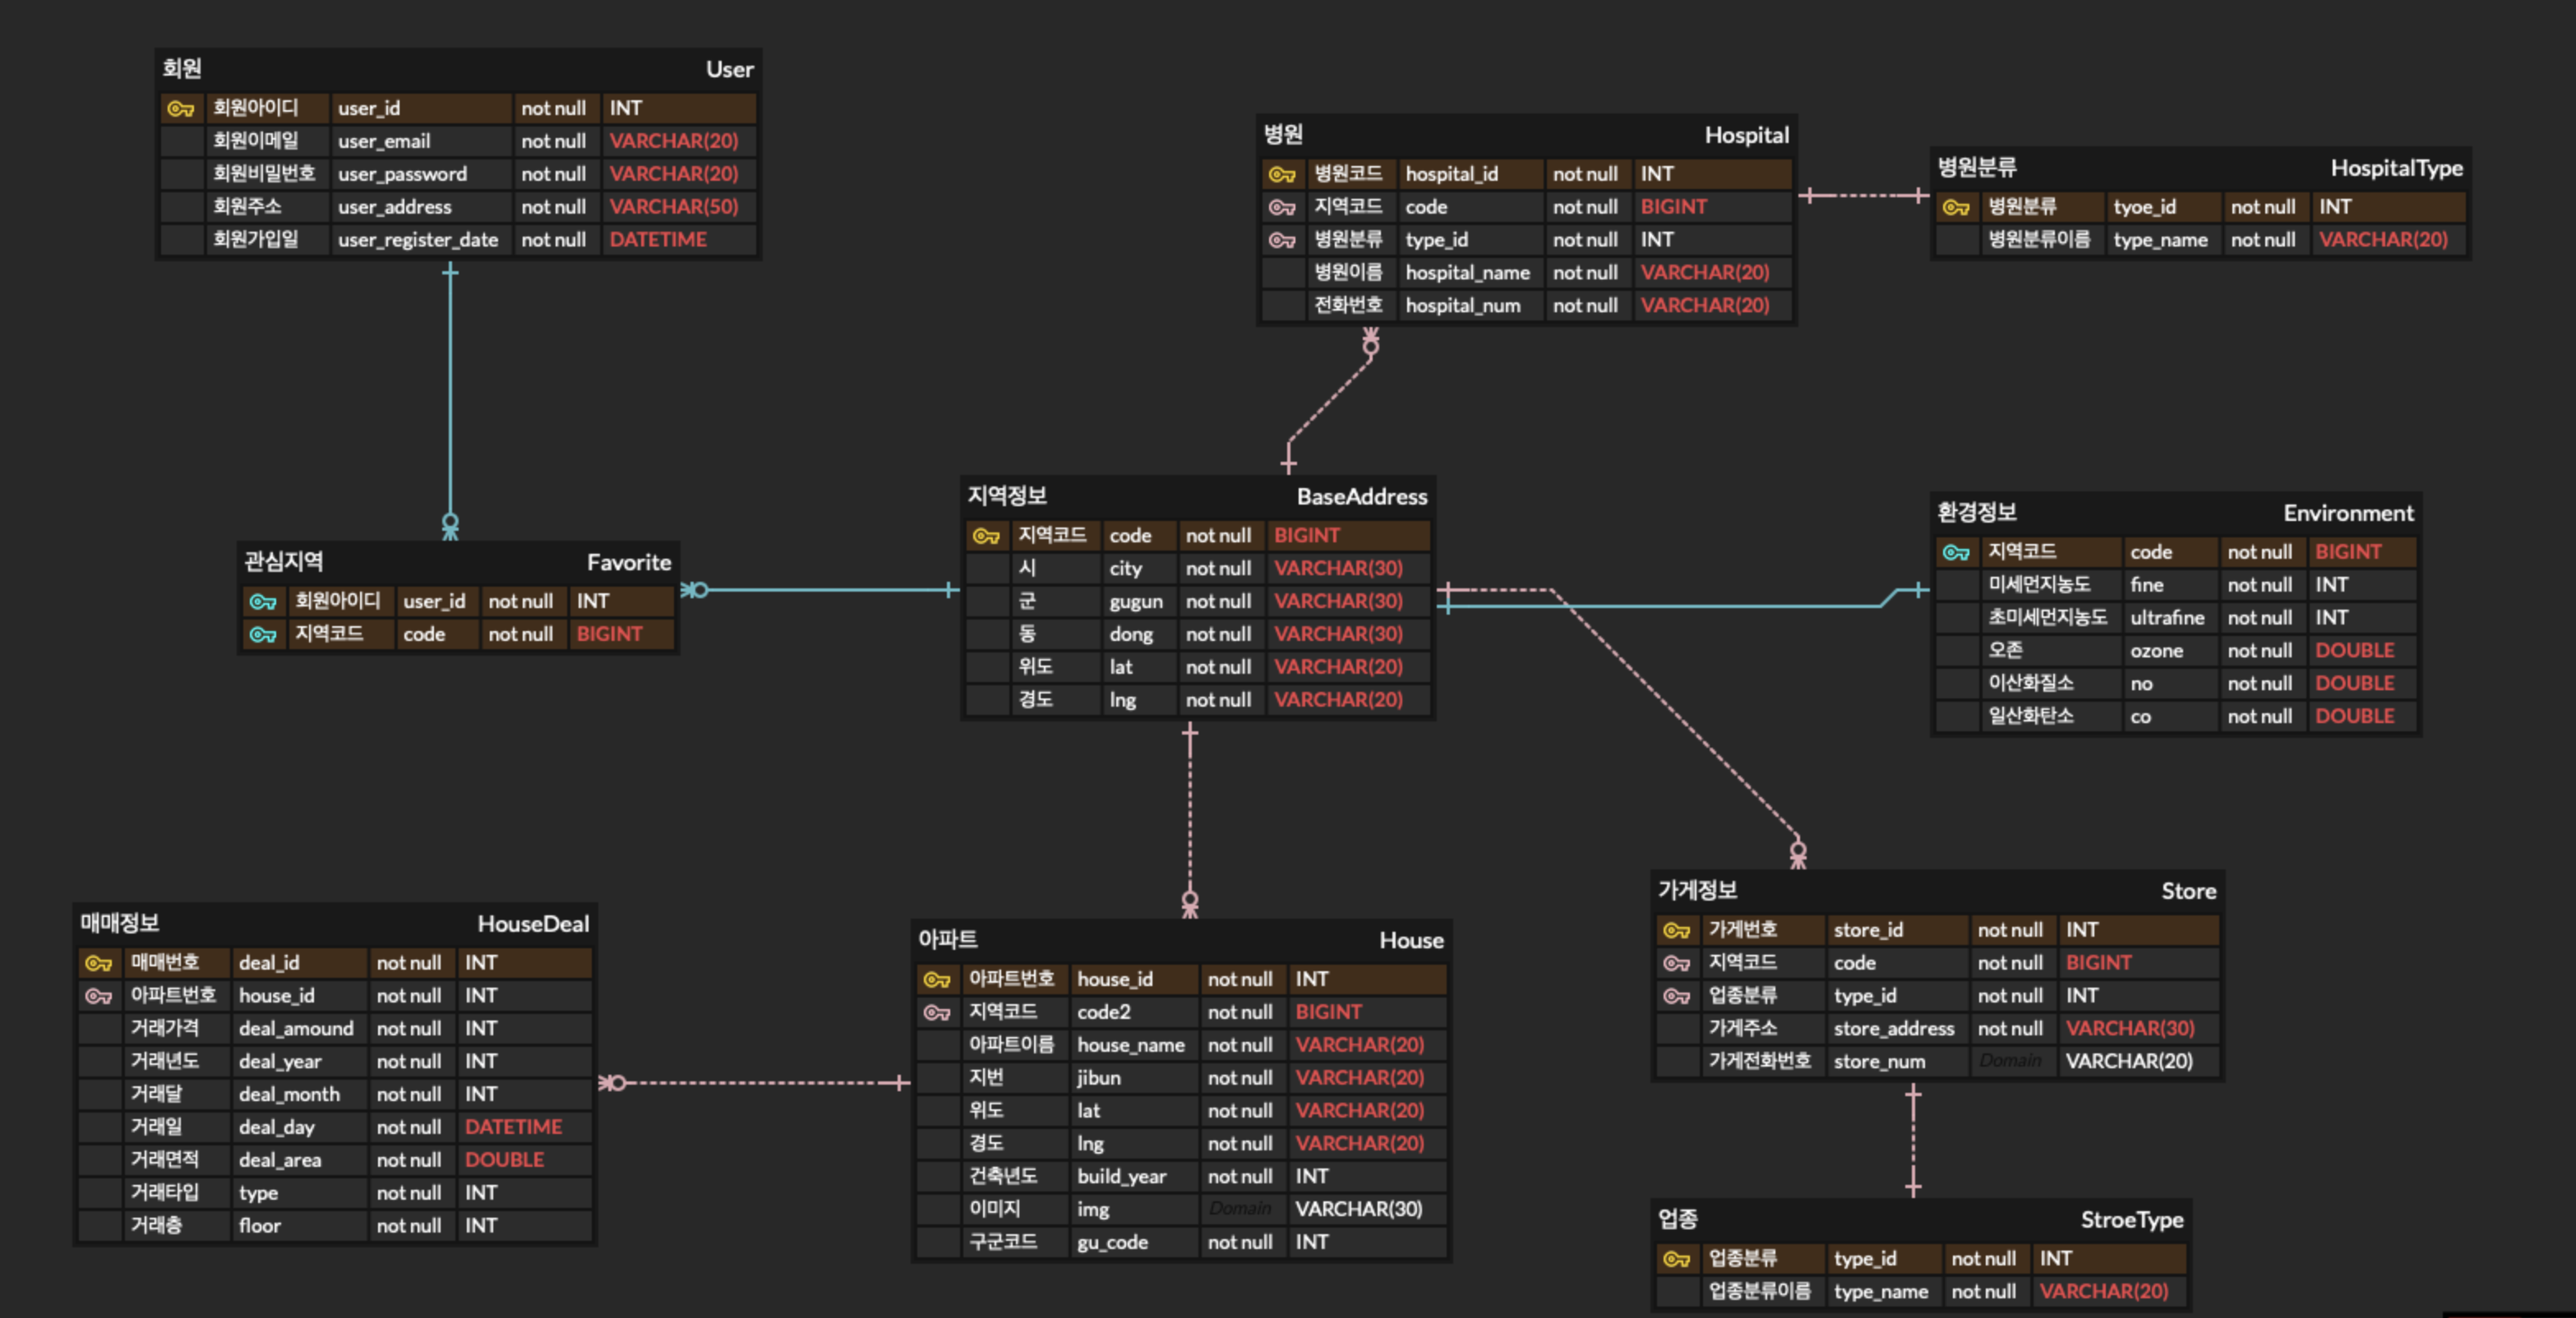 회원 User
회원아이디 user_id not null INT
회원이메일 user_email not null VARCHAR(20)
회원비밀번호 user_password not null VARCHAR(20)
회원주소 user_address not null VARCHAR(50)
회원가입일 user_register_date not null DATETIME
병원 Hospital
병원코드 hospital_id not null INT
지역코드 code not null BIGINT
병원분류 type_id not null INT
병원이름 hospital_name not null VARCHAR(20)
전화번호 hospital_num not null VARCHAR(20)
병원분류 HospitalType
병원분류 tyoe_id not null INT
병원분류이름 type_name not null VARCHAR(20)
관심지역 Favorite
회원아이디 user_id not null INT
지역코드 code not null BIGINT
지역정보 BaseAddress
지역코드 code not null BIGINT
시 city not null VARCHAR(30)
군 gugun not null VARCHAR(30)
동 dong not null VARCHAR(30)
위도 lat not null VARCHAR(20)
경도 lng not null VARCHAR(20)
환경정보 Environment
지역코드 code not null BIGINT
미세먼지농도 fine not null INT
초미세먼지농도 ultrafine not null INT
오존 ozone not null DOUBLE
이산화질소 no not null DOUBLE
일산화탄소 co not null DOUBLE
매매정보 HouseDeal
매매번호 deal_id not null INT
아파트번호 house_id not null INT
거래가격 deal_amound not null INT
거래년도 deal_year not null INT
거래달 deal_month not null INT
거래일 deal_day not null DATETIME
거래면적 deal_area not null DOUBLE
거래타입 type not null INT
거래층 floor not null INT
아파트 House
아파트번호 house_id not null INT
지역코드 code2 not null BIGINT
아파트이름 house_name not null VARCHAR(20)
지번 jibun not null VARCHAR(20)
위도 lat not null VARCHAR(20)
경도 lng not null VARCHAR(20)
건축년도 build_year not null INT
이미지 img Domain VARCHAR(30)
구군코드 gu_code not null INT
가게정보 Store
가게번호 store_id not null INT
지역코드 code not null BIGINT
업종분류 type_id not null INT
가게주소 store_address not null VARCHAR(30)
가게전화번호 store_num Domain VARCHAR(20)
업종 StroeType
업종분류 type_id not null INT
업종분류이름 type_name not null VARCHAR(20)